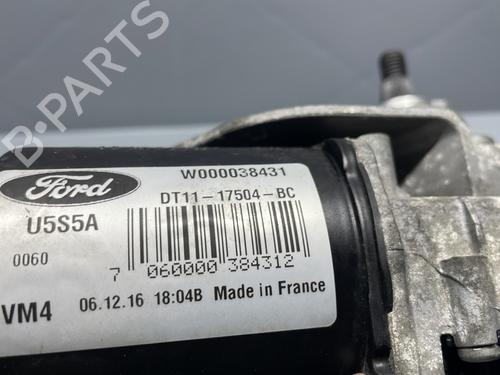 B-PARTS
Ford
W000038431
DT11-17504-BC
U5S5A
0060
7 060000 384312
VM4
06.12.16 18:04B Made in France